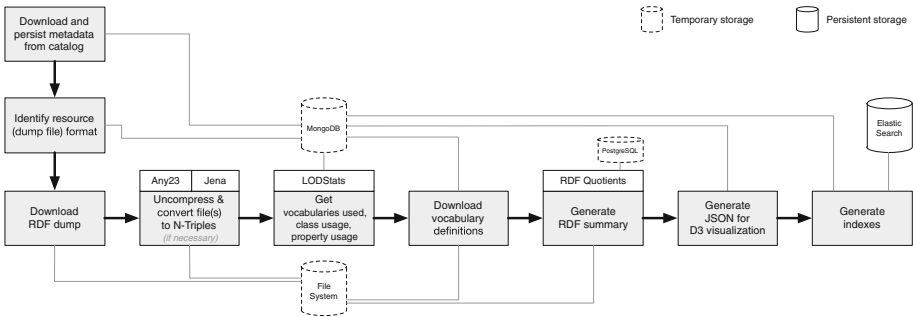 Download and
persist metadata
from catalog
Temporary storage
Persistent storage
Identify resource
(dump file) format
MongoDB
Elastic
Search
PostgreSQL
Any23
Jena
LODStats
RDF Quotients
Download
RDF dump
Uncompress &
convert file(s)
to N-Triples
(if necessary)
Get
vocabularies used,
class usage,
property usage
Download
vocabulary
definitions
Generate
RDF summary
Generate
JSON for
D3 visualization
Generate
indexes
File
System